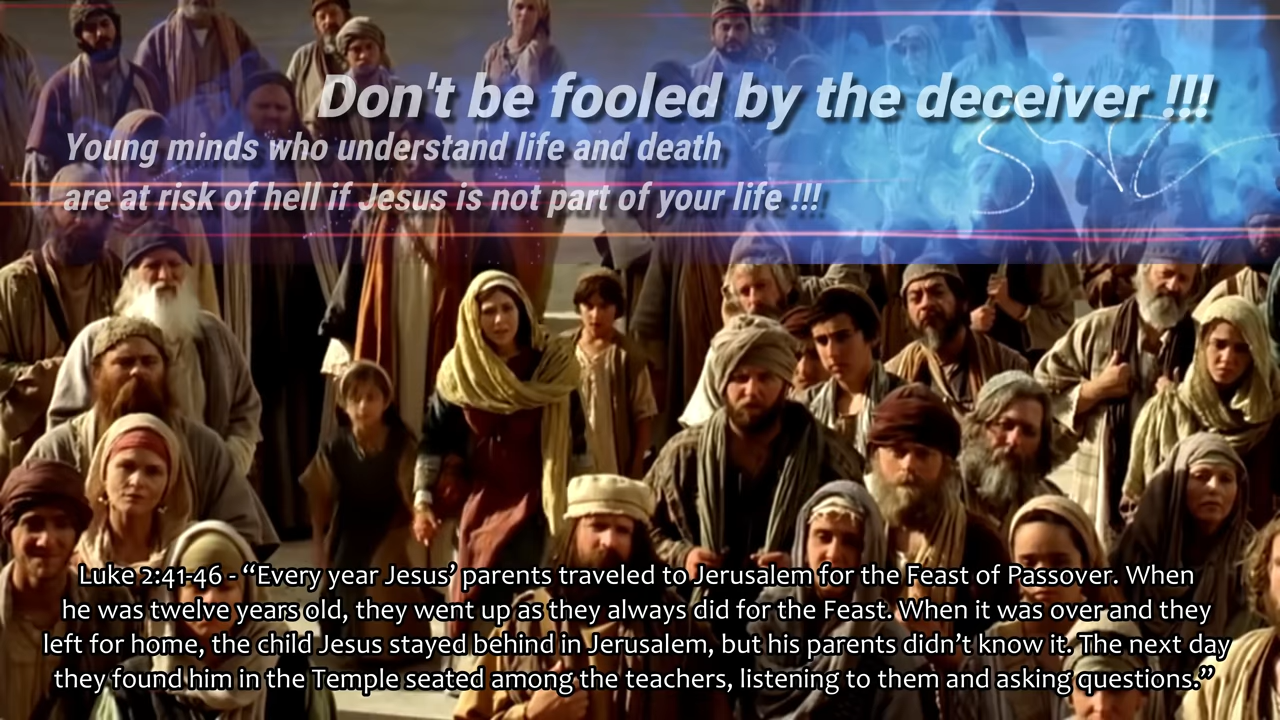 Don't be fooled by the deceiver !!!
Young minds who understand life and death
are at risk of hell if Jesus is not part of your life !!!
Luke 2:41-46 - “Every year Jesus’ parents traveled to Jerusalem for the Feast of Passover. When
he was twelve years old, they went up as they always did for the Feast. When it was over and they
left for home, the child Jesus stayed behind in Jerusalem, but his parents didn’t know it. The next day
they found him in the Temple seated among the teachers, listening to them and asking questions.”